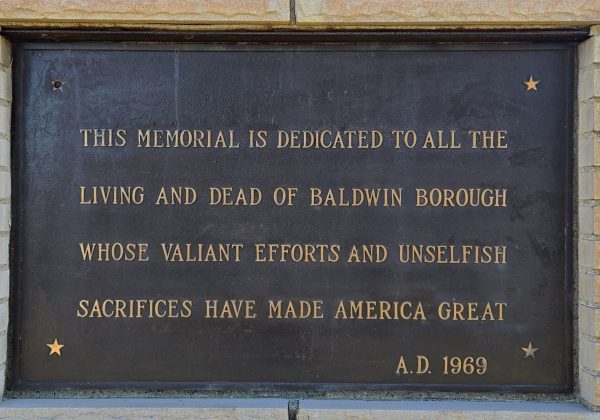 THIS MEMORIAL IS DEDICATED TO ALL THE
LIVING AND DEAD OF BALDWIN BOROUGH
WHOSE VALIANT EFFORTS AND UNSELFISH
SACRIFICES HAVE MADE AMERICA GREAT
A.D. 1969